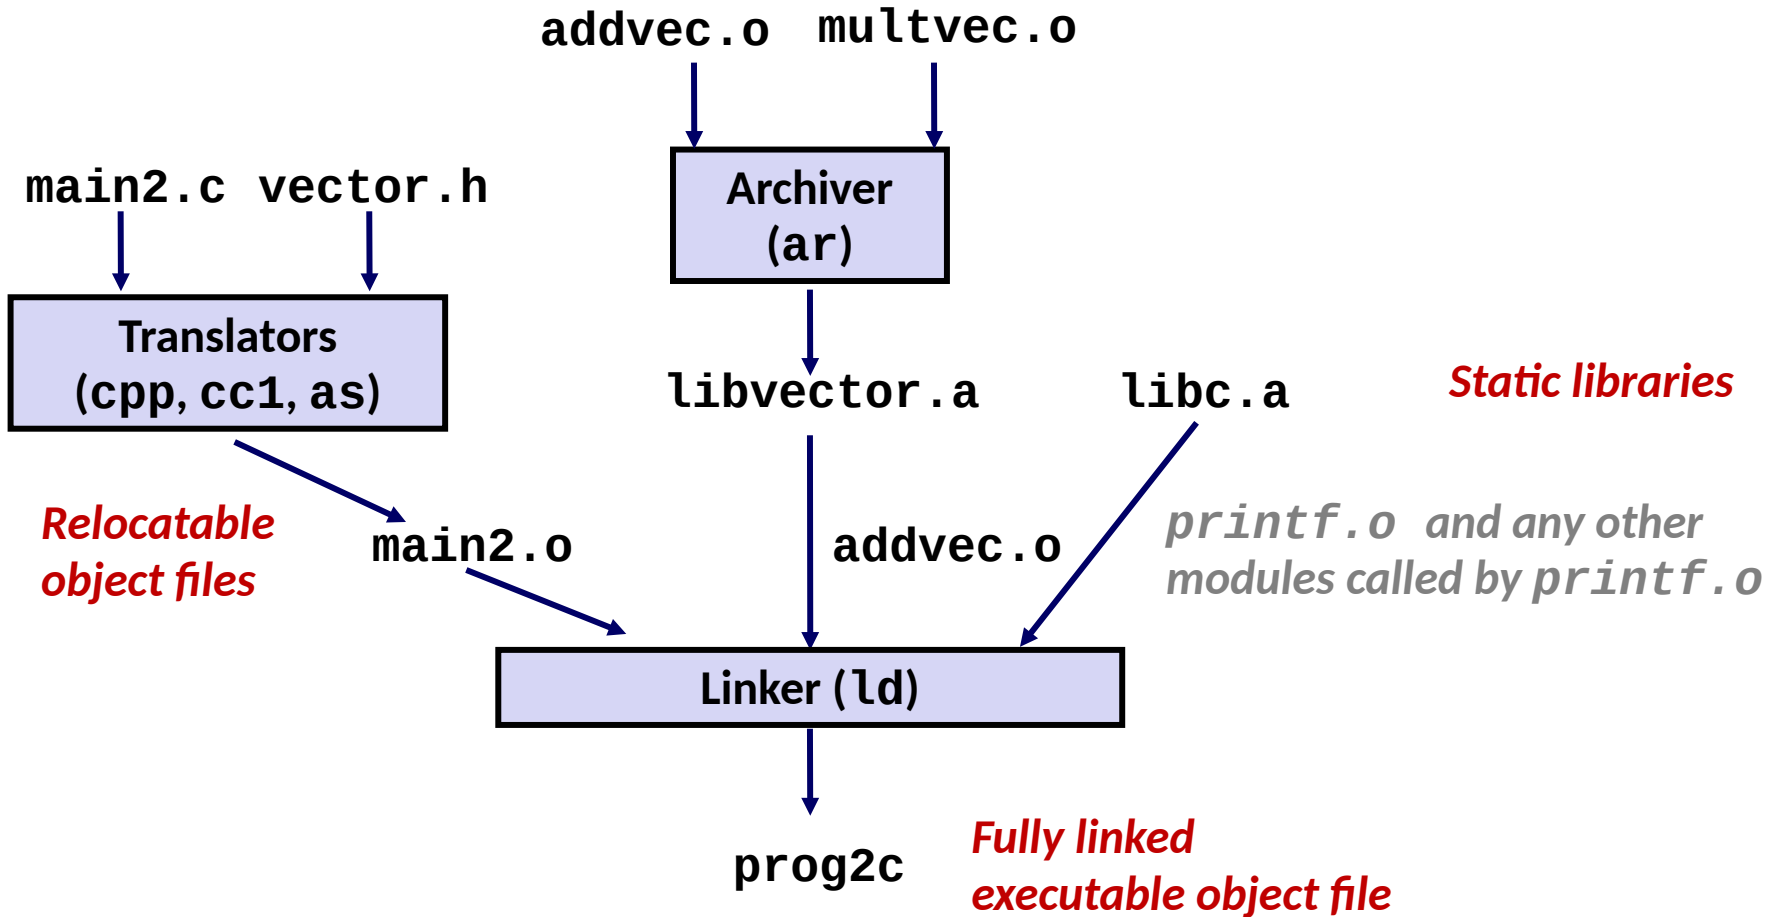 addvec.o multvec.o
main2.c vector.h
Archiver
(ar)
Translators
(cpp, cc1, as)
libvector.a
libc.a
Static libraries
Relocatable
object files
main2.o
addvec.o
printf.o and any other
modules called by printf.o
Linker (ld)
prog2c
Fully linked
executable object file